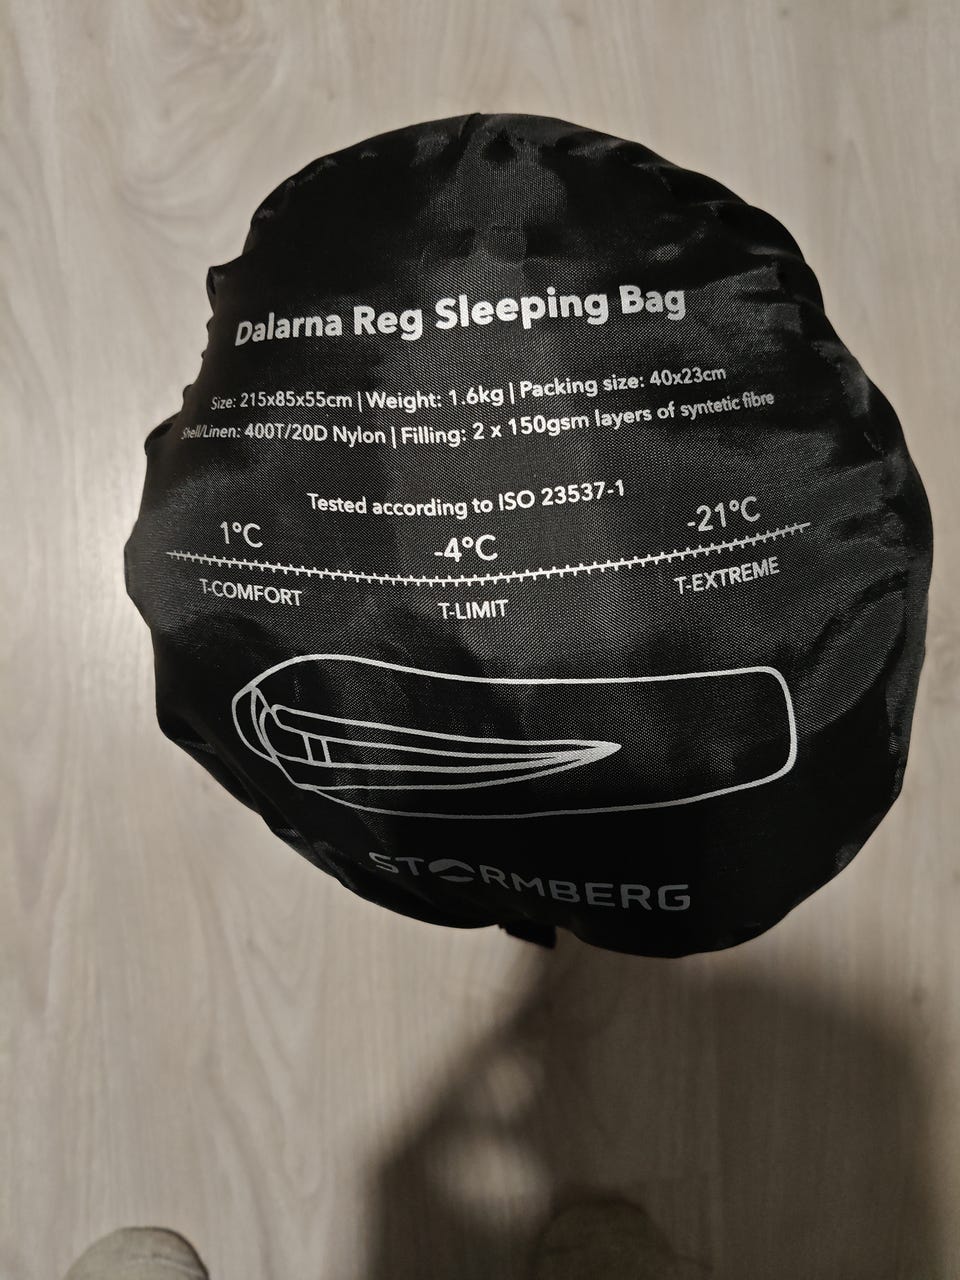 Dalarna Reg Sleeping Bag
Size: 215x85x55cm | Weight: 1.6kg | Packing size: 40x23cm
Shell/Linen: 400T/20D Nylon | Filling: 2 x 150gsm layers of syntetic fibre
Tested according to ISO 23537-1
1°C -4°C -21°C
T-COMFORT T-LIMIT T-EXTREME
STORMBERG